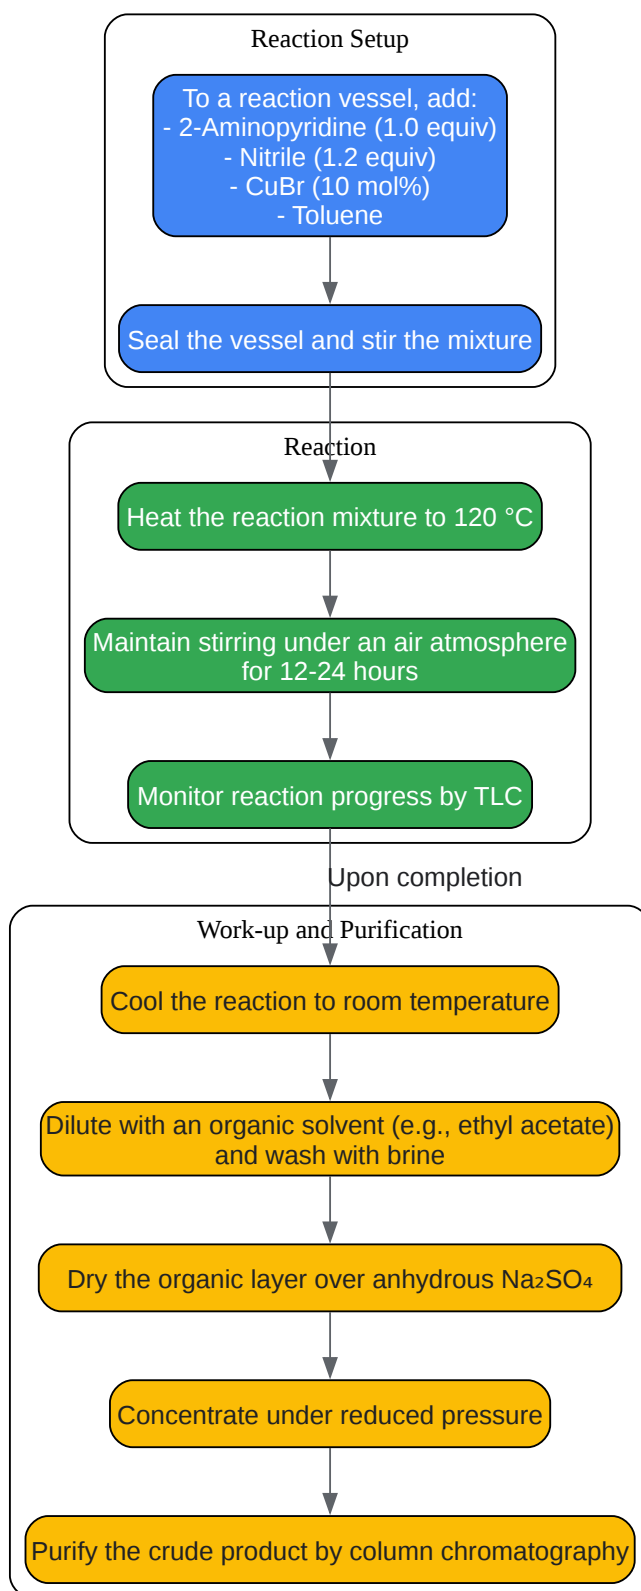 Reaction Setup
To a reaction vessel, add:
- 2-Aminopyridine (1.0 equiv)
- Nitrile (1.2 equiv)
- CuBr (10 mol%)
- Toluene
Seal the vessel and stir the mixture
Reaction
Heat the reaction mixture to 120 °C
Maintain stirring under an air atmosphere
for 12-24 hours
Monitor reaction progress by TLC
Upon completion
Work-up and Purification
Cool the reaction to room temperature
Dilute with an organic solvent (e.g., ethyl acetate)
and wash with brine
Dry the organic layer over anhydrous Na₂SO₄
Concentrate under reduced pressure
Purify the crude product by column chromatography